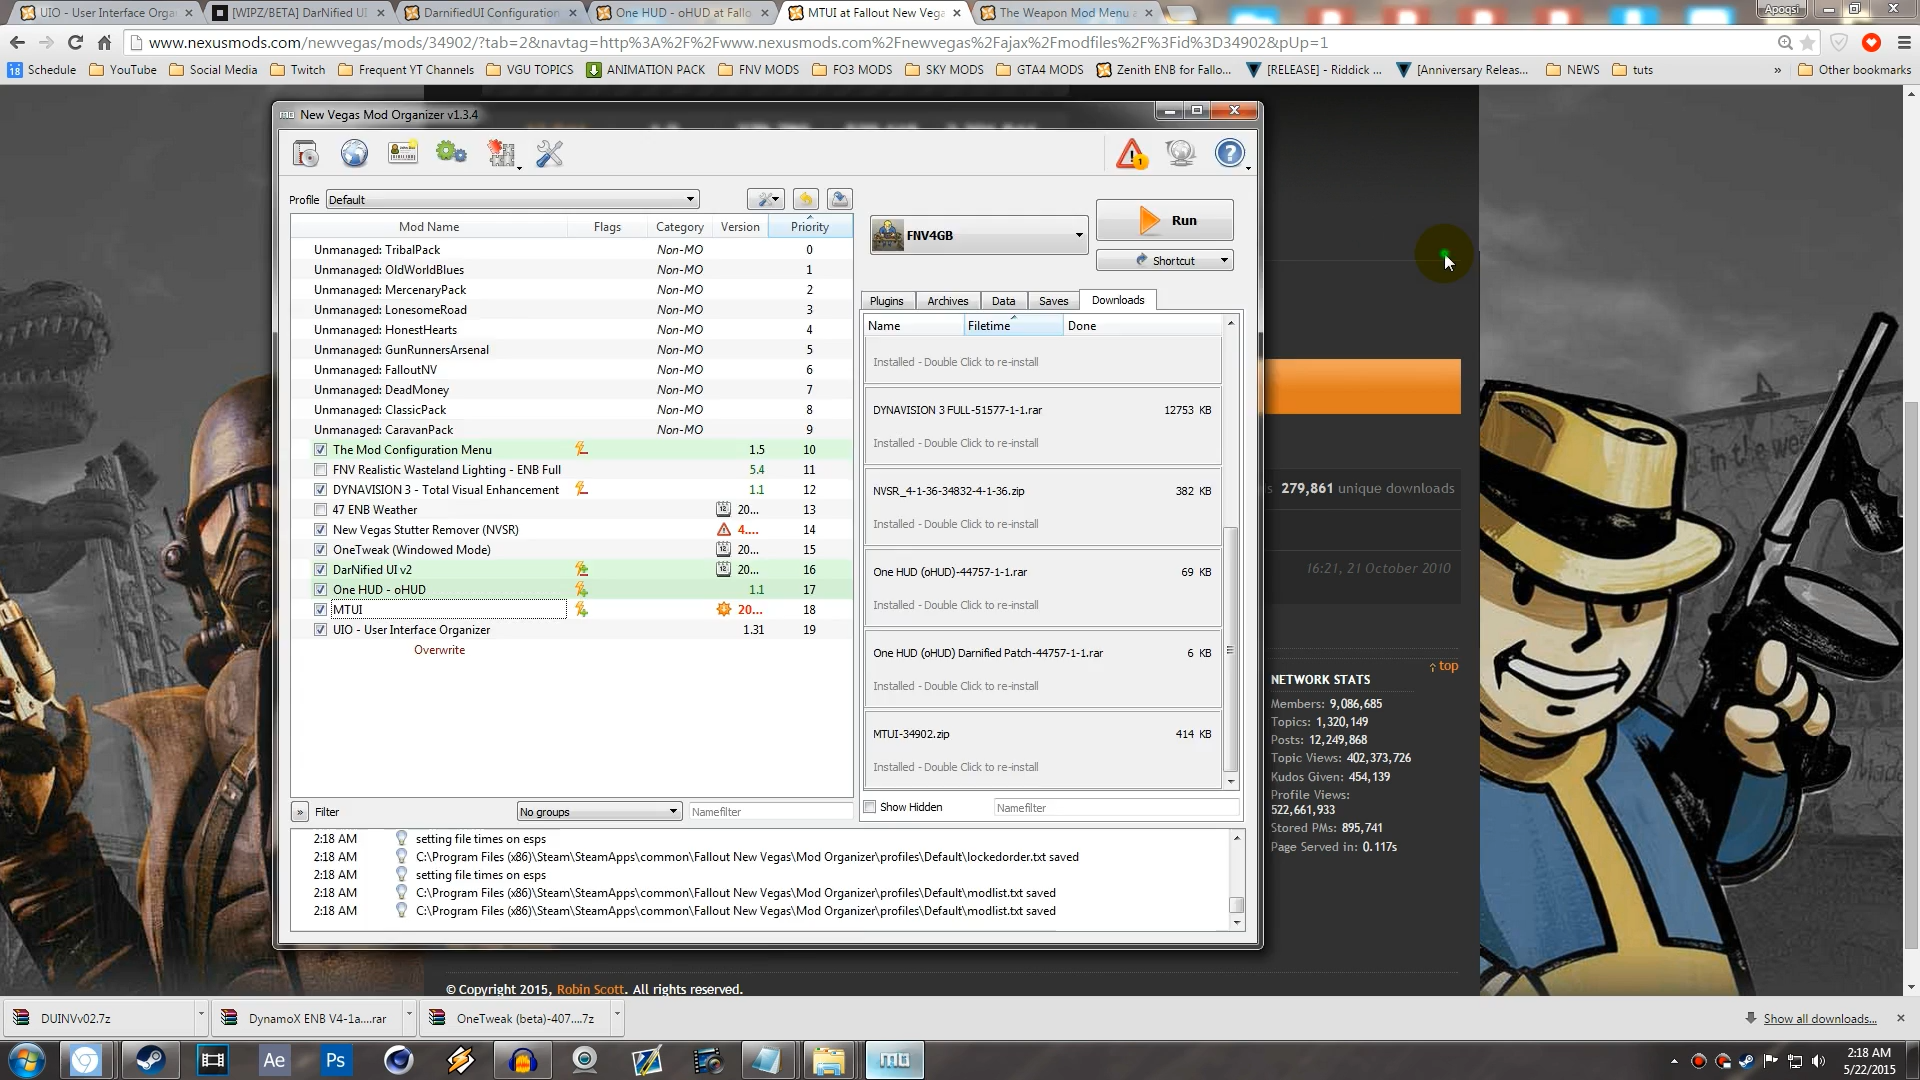 UIO - User Interface Orga
[WIPZ/BETA] DarNified UI
DarnifiedUI Configuration
One HUD - oHUD at Fallo
MTUI at Fallout New Vega
The Weapon Mod Menu a
Apoqsi
www.nexusmods.com/newvegas/mods/34902/?tab=2&navtag=http%3A%2F%2Fwww.nexusmods.com%2Fnewvegas%2Fajax%2Fmodfiles%2F%3Fid%3D34902&pUp=1
18 Schedule
YouTube
Social Media
Twitch
Frequent YT Channels
VGU TOPICS
ANIMATION PACK
FNV MODS
FO3 MODS
SKY MODS
GTA4 MODS
Zenith ENB for Fallo...
[RELEASE] - Riddick ...
[Anniversary Releas...
NEWS
tuts
»
Other bookmarks
New Vegas Mod Organizer v1.3.4
Profile Default
Mod Name Flags Category Version Priority
Unmanaged: TribalPack Non-MO 0
Unmanaged: OldWorldBlues Non-MO 1
Unmanaged: MercenaryPack Non-MO 2
Unmanaged: LonesomeRoad Non-MO 3
Unmanaged: HonestHearts Non-MO 4
Unmanaged: GunRunnersArsenal Non-MO 5
Unmanaged: FalloutNV Non-MO 6
Unmanaged: DeadMoney Non-MO 7
Unmanaged: ClassicPack Non-MO 8
Unmanaged: CaravanPack Non-MO 9
The Mod Configuration Menu 1.5 10
FNV Realistic Wasteland Lighting - ENB Full 5.4 11
DYNAVISION 3 - Total Visual Enhancement 1.1 12
47 ENB Weather 20... 13
New Vegas Stutter Remover (NVSR) 4.... 14
OneTweak (Windowed Mode) 20... 15
DarNified UI v2 20... 16
One HUD - oHUD 1.1 17
MTUI 20... 18
UIO - User Interface Organizer 1.31 19
Overwrite
» Filter
No groups
Namefilter
FNV4GB
Run
Shortcut
Plugins Archives Data Saves Downloads
Name Filetime Done
Installed - Double Click to re-install
DYNAVISION 3 FULL-51577-1-1.rar 12753 KB
Installed - Double Click to re-install
NVSR_4-1-36-34832-4-1-36.zip 382 KB
Installed - Double Click to re-install
One HUD (oHUD)-44757-1-1.rar 69 KB
Installed - Double Click to re-install
One HUD (oHUD) Darnified Patch-44757-1-1.rar 6 KB
Installed - Double Click to re-install
MTUI-34902.zip 414 KB
Installed - Double Click to re-install
Show Hidden
Namefilter
2:18 AM setting file times on esps
2:18 AM C:\Program Files (x86)\Steam\SteamApps\common\Fallout New Vegas\Mod Organizer\profiles\Default\lockedorder.txt saved
2:18 AM setting file times on esps
2:18 AM C:\Program Files (x86)\Steam\SteamApps\common\Fallout New Vegas\Mod Organizer\profiles\Default\modlist.txt saved
2:18 AM C:\Program Files (x86)\Steam\SteamApps\common\Fallout New Vegas\Mod Organizer\profiles\Default\modlist.txt saved
279,861 unique downloads
16:21, 21 October 2010
↑ top
NETWORK STATS
Members: 9,086,685
Topics: 1,320,149
Posts: 12,249,868
Topic Views: 402,373,726
Kudos Given: 454,139
Profile Views:
522,661,933
Stored PMs: 895,741
Page Served in: 0.117s
© Copyright 2015, Robin Scott. All rights reserved.
DUINVv02.7z
DynamoX ENB V4-1a....rar
OneTweak (beta)-407....7z
Show all downloads...
Ae
Ps
mo
2:18 AM
5/22/2015